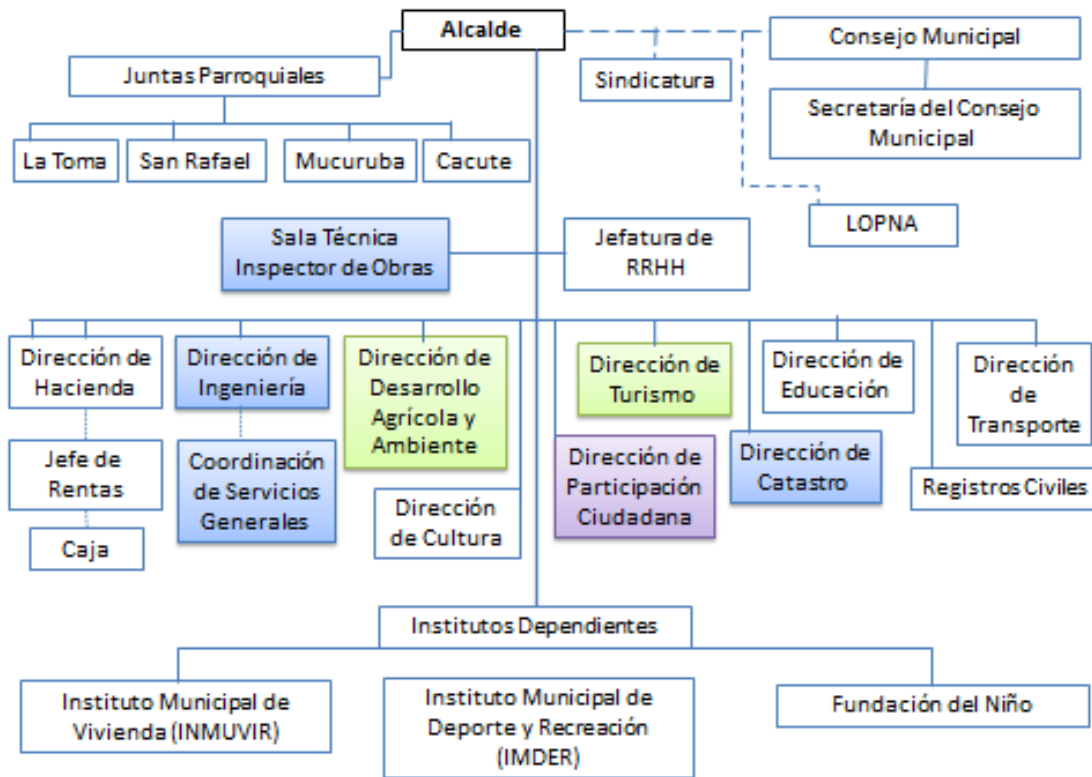 Alcalde
Consejo Municipal
Juntas Parroquiales
Sindicatura
Secretaría del Consejo
Municipal
La Toma
San Rafael
Mucuruba
Cacute
LOPNA
Sala Técnica
Inspector de Obras
Jefatura de
RRHH
Dirección de
Hacienda
Dirección de
Ingeniería
Dirección de
Desarrollo
Agrícola y
Ambiente
Dirección de
Turismo
Dirección de
Educación
Dirección
de
Transporte
Jefe de
Rentas
Coordinación
de Servicios
Generales
Dirección
de Cultura
Dirección de
Participación
Ciudadana
Dirección de
Catastro
Registros Civiles
Caja
Institutos Dependientes
Instituto Municipal de
Vivienda (INMUVIR)
Instituto Municipal de
Deporte y Recreación
(IMDER)
Fundación del Niño